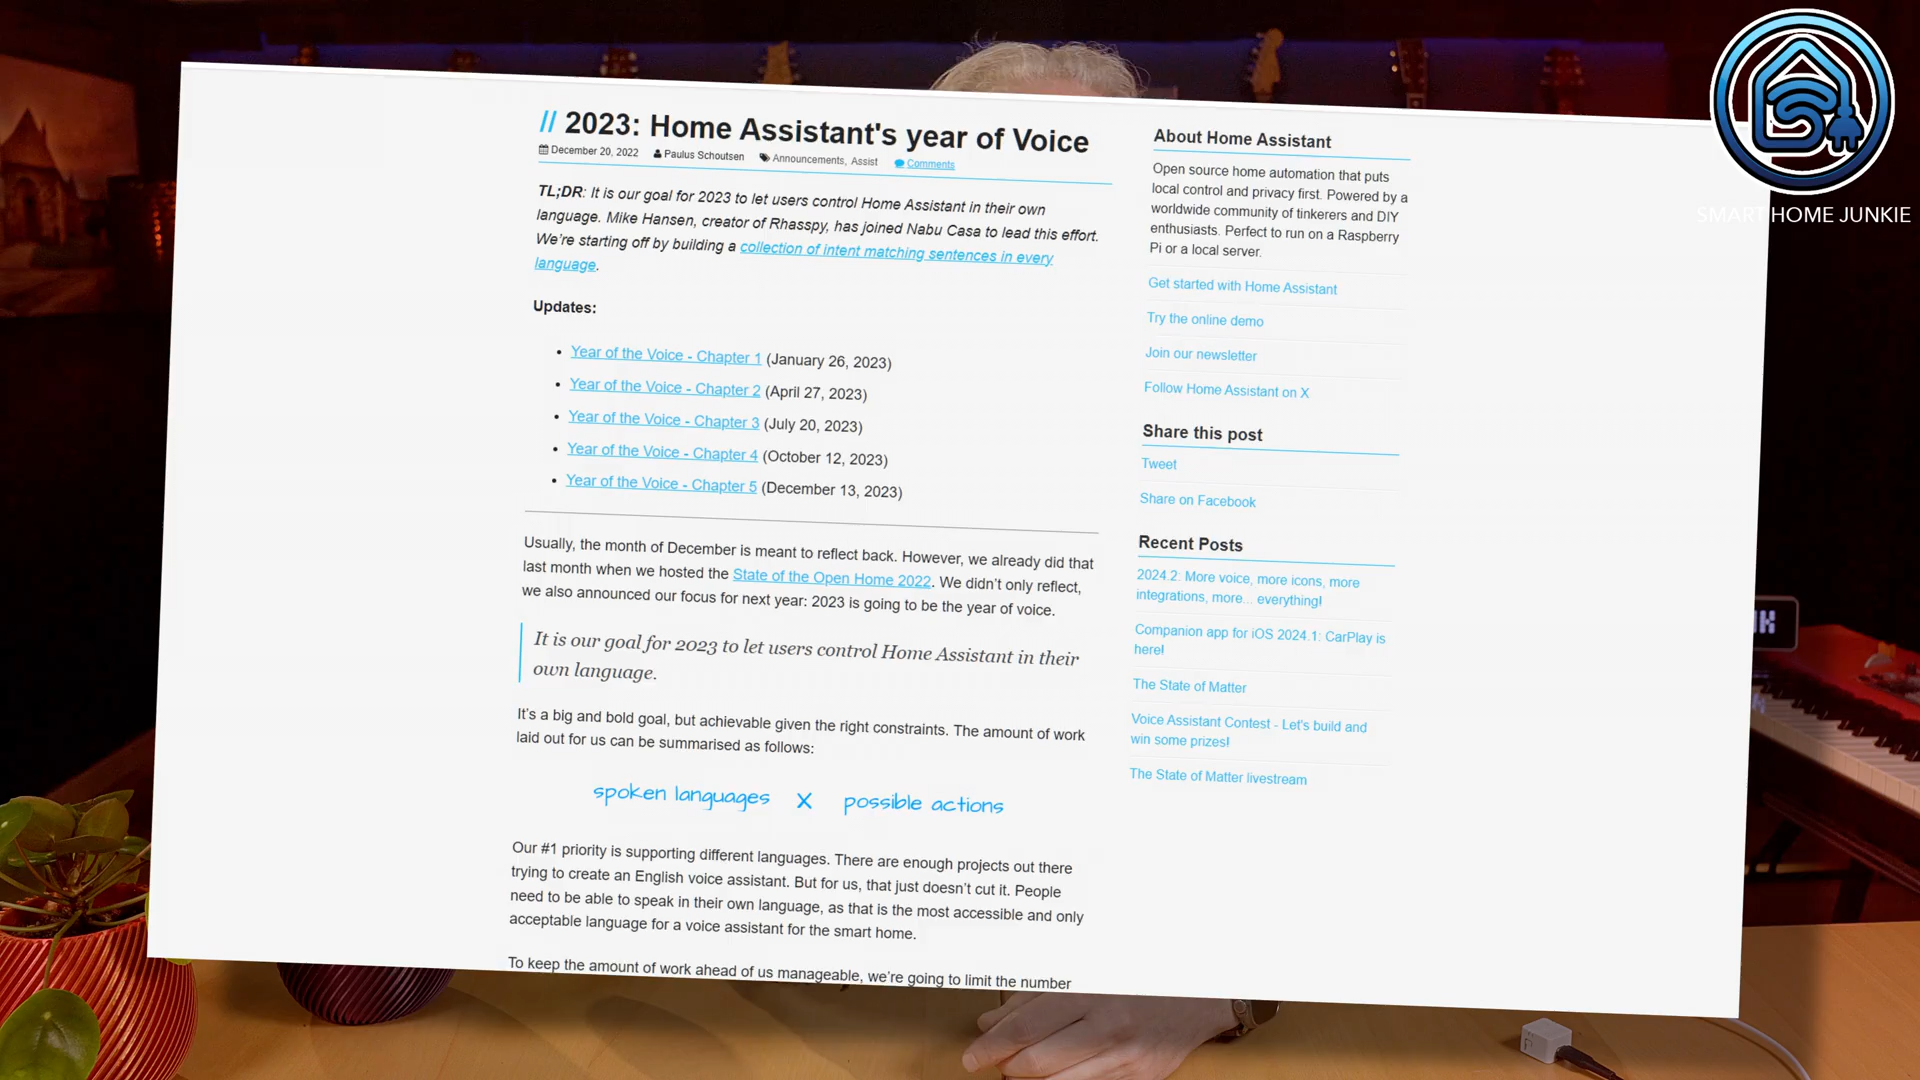 // 2023: Home Assistant's year of Voice
December 20, 2022 Paulus Schoutsen Announcements, Assist Comments
TL;DR: It is our goal for 2023 to let users control Home Assistant in their own
language. Mike Hansen, creator of Rhasspy, has joined Nabu Casa to lead this effort.
We're starting off by building a collection of intent matching sentences in every
language.
Updates:
• Year of the Voice - Chapter 1 (January 26, 2023)
• Year of the Voice - Chapter 2 (April 27, 2023)
• Year of the Voice - Chapter 3 (July 20, 2023)
• Year of the Voice - Chapter 4 (October 12, 2023)
• Year of the Voice - Chapter 5 (December 13, 2023)
Usually, the month of December is meant to reflect back. However, we already did that
last month when we hosted the State of the Open Home 2022. We didn't only reflect,
we also announced our focus for next year: 2023 is going to be the year of voice.
It is our goal for 2023 to let users control Home Assistant in their
own language.
It's a big and bold goal, but achievable given the right constraints. The amount of work
laid out for us can be summarised as follows:
spoken languages X possible actions
Our #1 priority is supporting different languages. There are enough projects out there
trying to create an English voice assistant. But for us, that just doesn't cut it. People
need to be able to speak in their own language, as that is the most accessible and only
acceptable language for a voice assistant for the smart home.
To keep the amount of work ahead of us manageable, we're going to limit the number
About Home Assistant
Open source home automation that puts
local control and privacy first. Powered by a
worldwide community of tinkerers and DIY
enthusiasts. Perfect to run on a Raspberry
Pi or a local server.
Get started with Home Assistant
Try the online demo
Join our newsletter
Follow Home Assistant on X
Share this post
Tweet
Share on Facebook
Recent Posts
2024.2: More voice, more icons, more
integrations, more... everything!
Companion app for iOS 2024.1: CarPlay is
here!
The State of Matter
Voice Assistant Contest - Let's build and
win some prizes!
The State of Matter livestream
SMART HOME JUNKIE